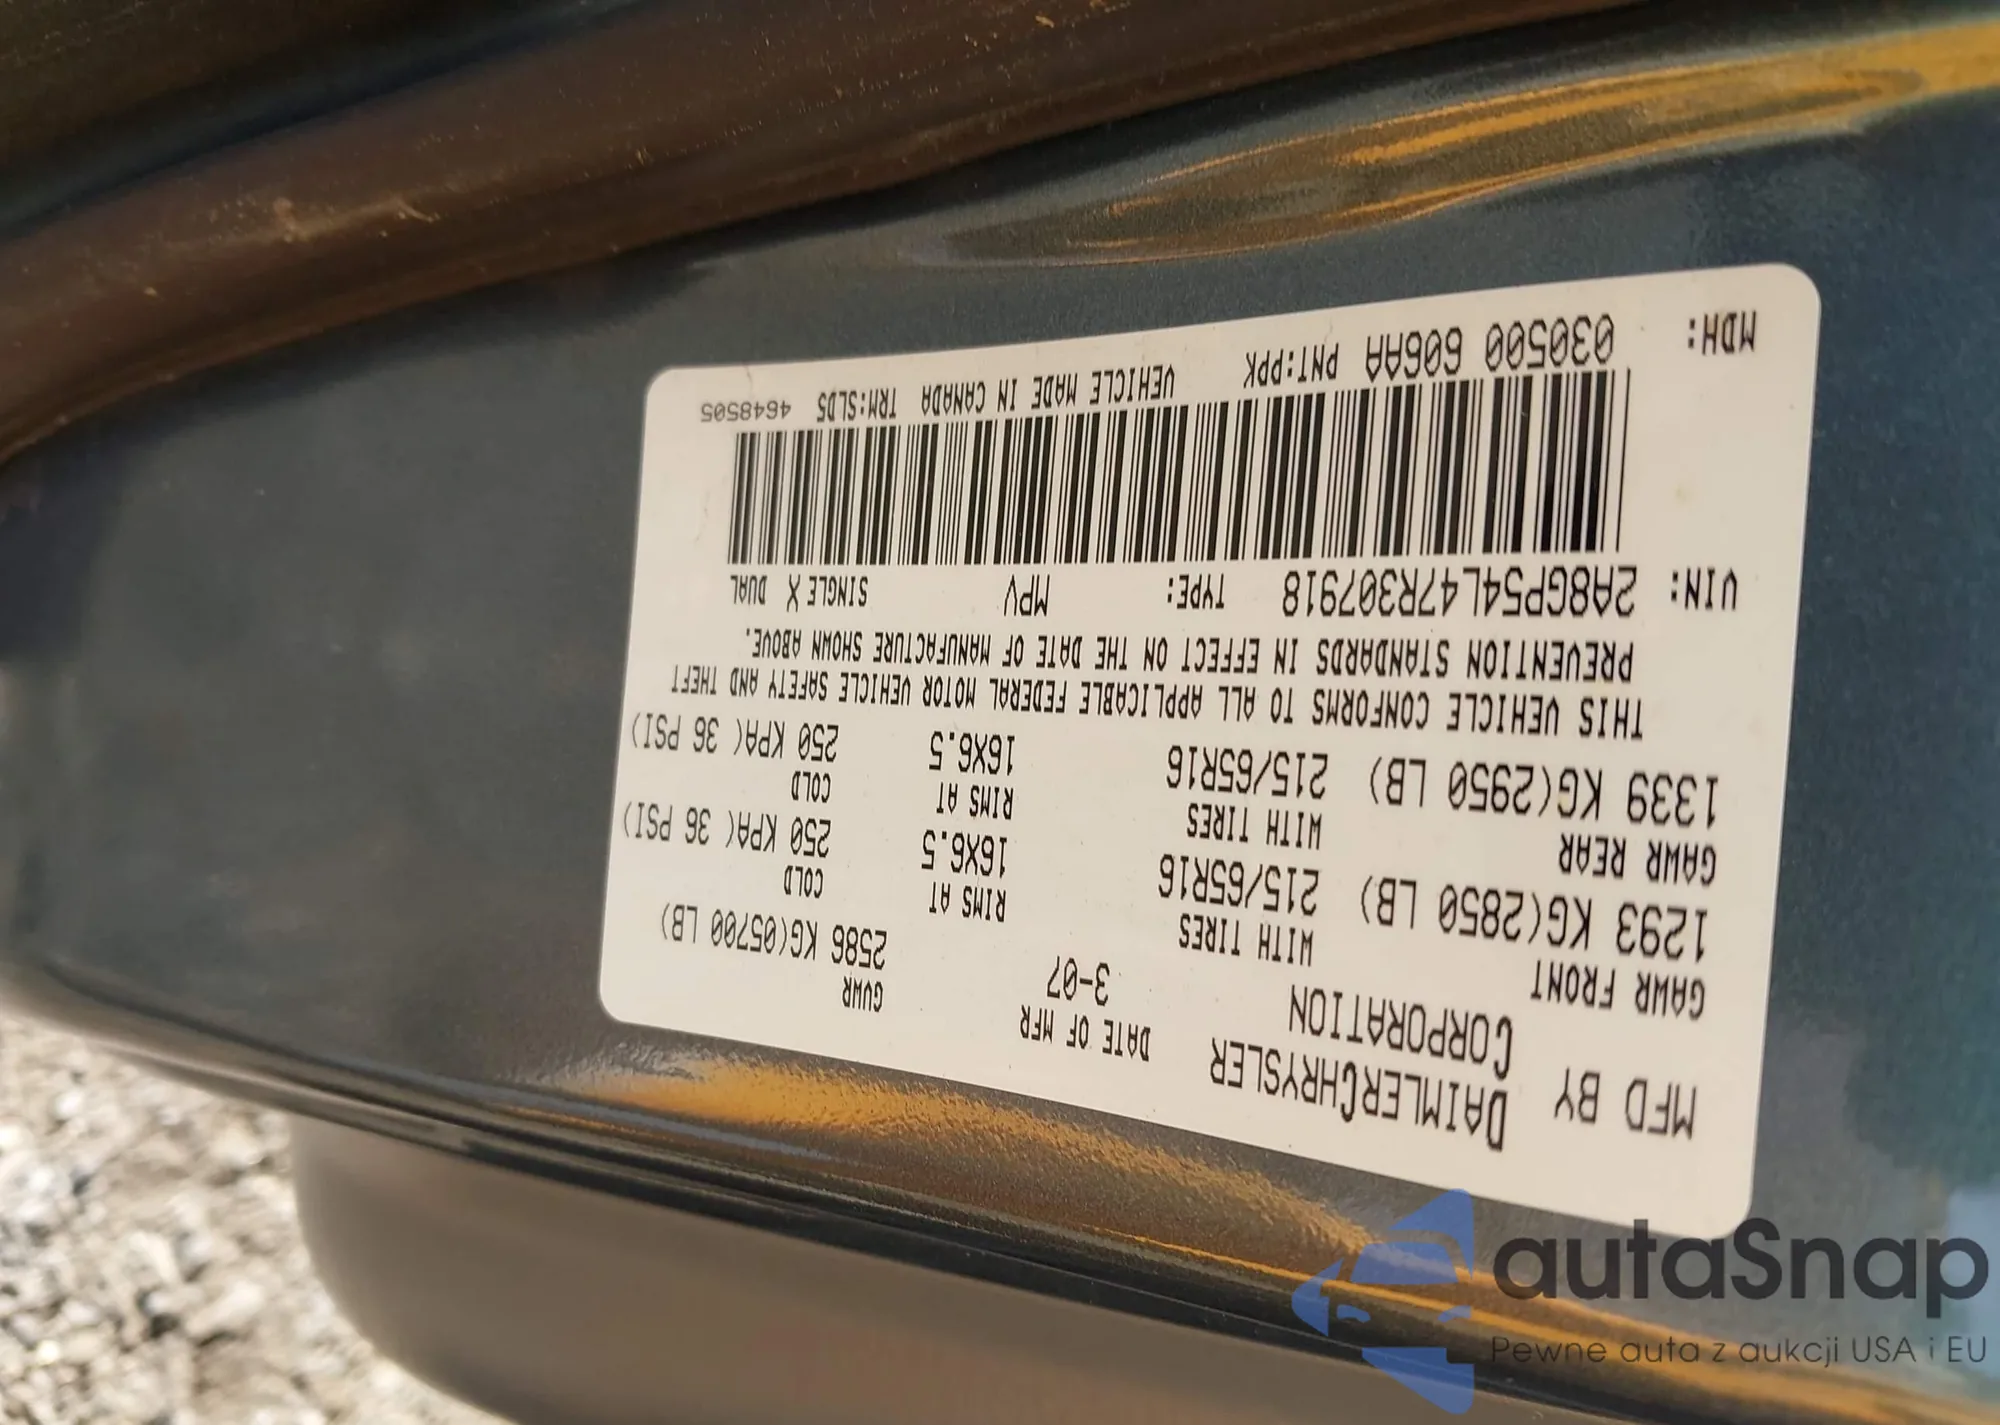 MFD BY DAIMLERCHRYSLER CORPORATION
DATE OF MFR 3-07
GVWR 2586 KG(05700 LB)
GAWR FRONT 1293 KG(2850 LB)
WITH TIRES 215/65R16
RIMS AT 16X6.5
COLD 250 KPA( 36 PSI)
GAWR REAR 1339 KG(2950 LB)
WITH TIRES 215/65R16
RIMS AT 16X6.5
COLD 250 KPA( 36 PSI)
THIS VEHICLE CONFORMS TO ALL APPLICABLE FEDERAL MOTOR VEHICLE SAFETY AND THEFT
PREVENTION STANDARDS IN EFFECT ON THE DATE OF MANUFACTURE SHOWN ABOVE.
VIN: 2A8GP54L47R307918 TYPE: MPV SINGLE X DUAL
MDH: 030500 606AA PNT:PPK VEHICLE MADE IN CANADA TRM:SLD5 4648505
autaSnap
Pewne auta z aukcji USA i EU